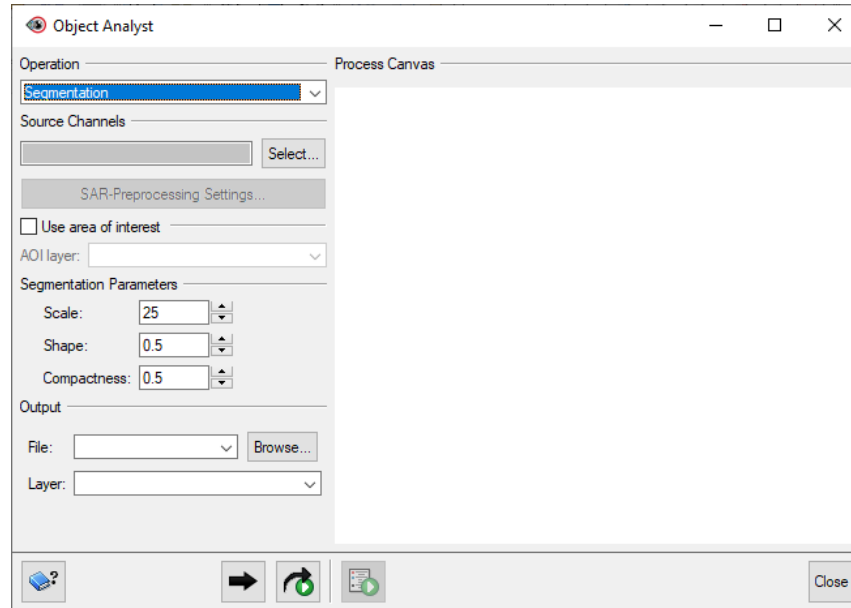 Object Analyst
Operation
Process Canvas
Segmentation
Source Channels
Select...
SAR-Preprocessing Settings...
Use area of interest
AOI layer:
Segmentation Parameters
Scale: 25
Shape: 0.5
Compactness: 0.5
Output
File: Browse...
Layer:
? Close